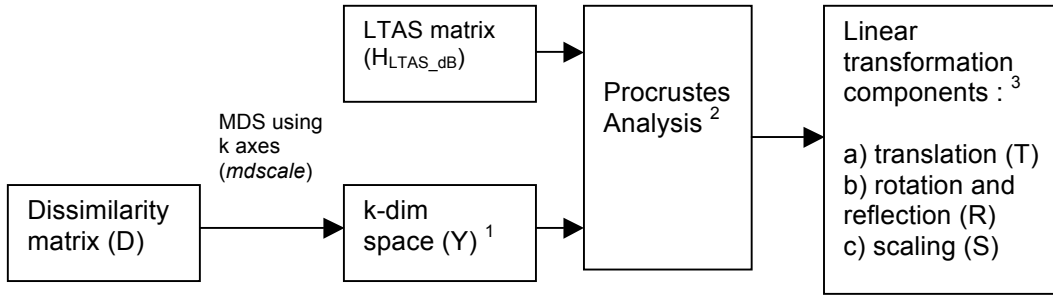 LTAS matrix
(H_LTAS_dB)
MDS using
k axes
(mdscale)
Dissimilarity
matrix (D)
k-dim
space (Y) 1
Procrustes
Analysis 2
Linear
transformation
components : 3
a) translation (T)
b) rotation and
reflection (R)
c) scaling (S)